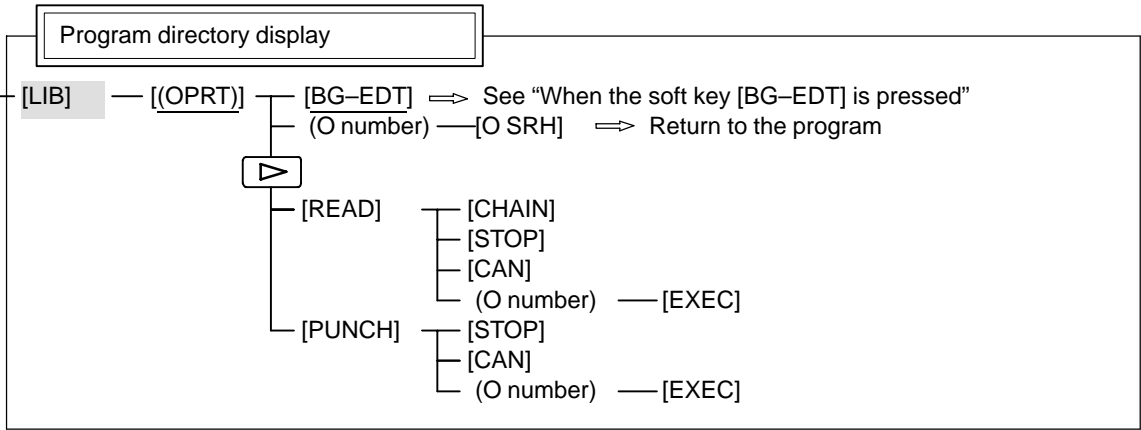 Program directory display
[LIB] [(OPRT)] [BG–EDT] See “When the soft key [BG–EDT] is pressed”
(O number) [O SRH] Return to the program
[READ] [CHAIN]
[STOP]
[CAN]
(O number) [EXEC]
[PUNCH] [STOP]
[CAN]
(O number) [EXEC]